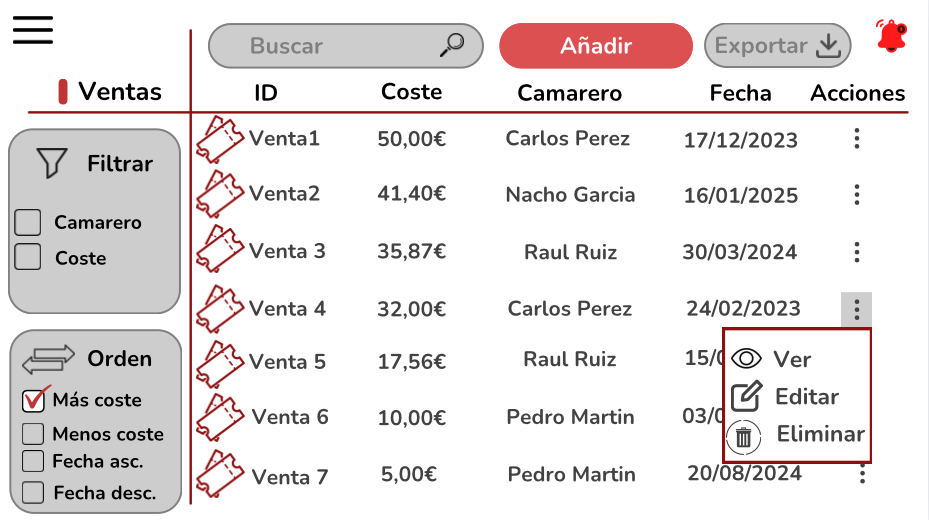 Buscar
Añadir
Exportar
Ventas
ID Coste Camarero Fecha Acciones
Filtrar
Camarero
Coste
Orden
Más coste
Menos coste
Fecha asc.
Fecha desc.
Venta1 50,00€ Carlos Perez 17/12/2023
Venta2 41,40€ Nacho Garcia 16/01/2025
Venta 3 35,87€ Raul Ruiz 30/03/2024
Venta 4 32,00€ Carlos Perez 24/02/2023
Venta 5 17,56€ Raul Ruiz 15/0
Venta 6 10,00€ Pedro Martin 03/0
Venta 7 5,00€ Pedro Martin 20/08/2024
Ver
Editar
Eliminar